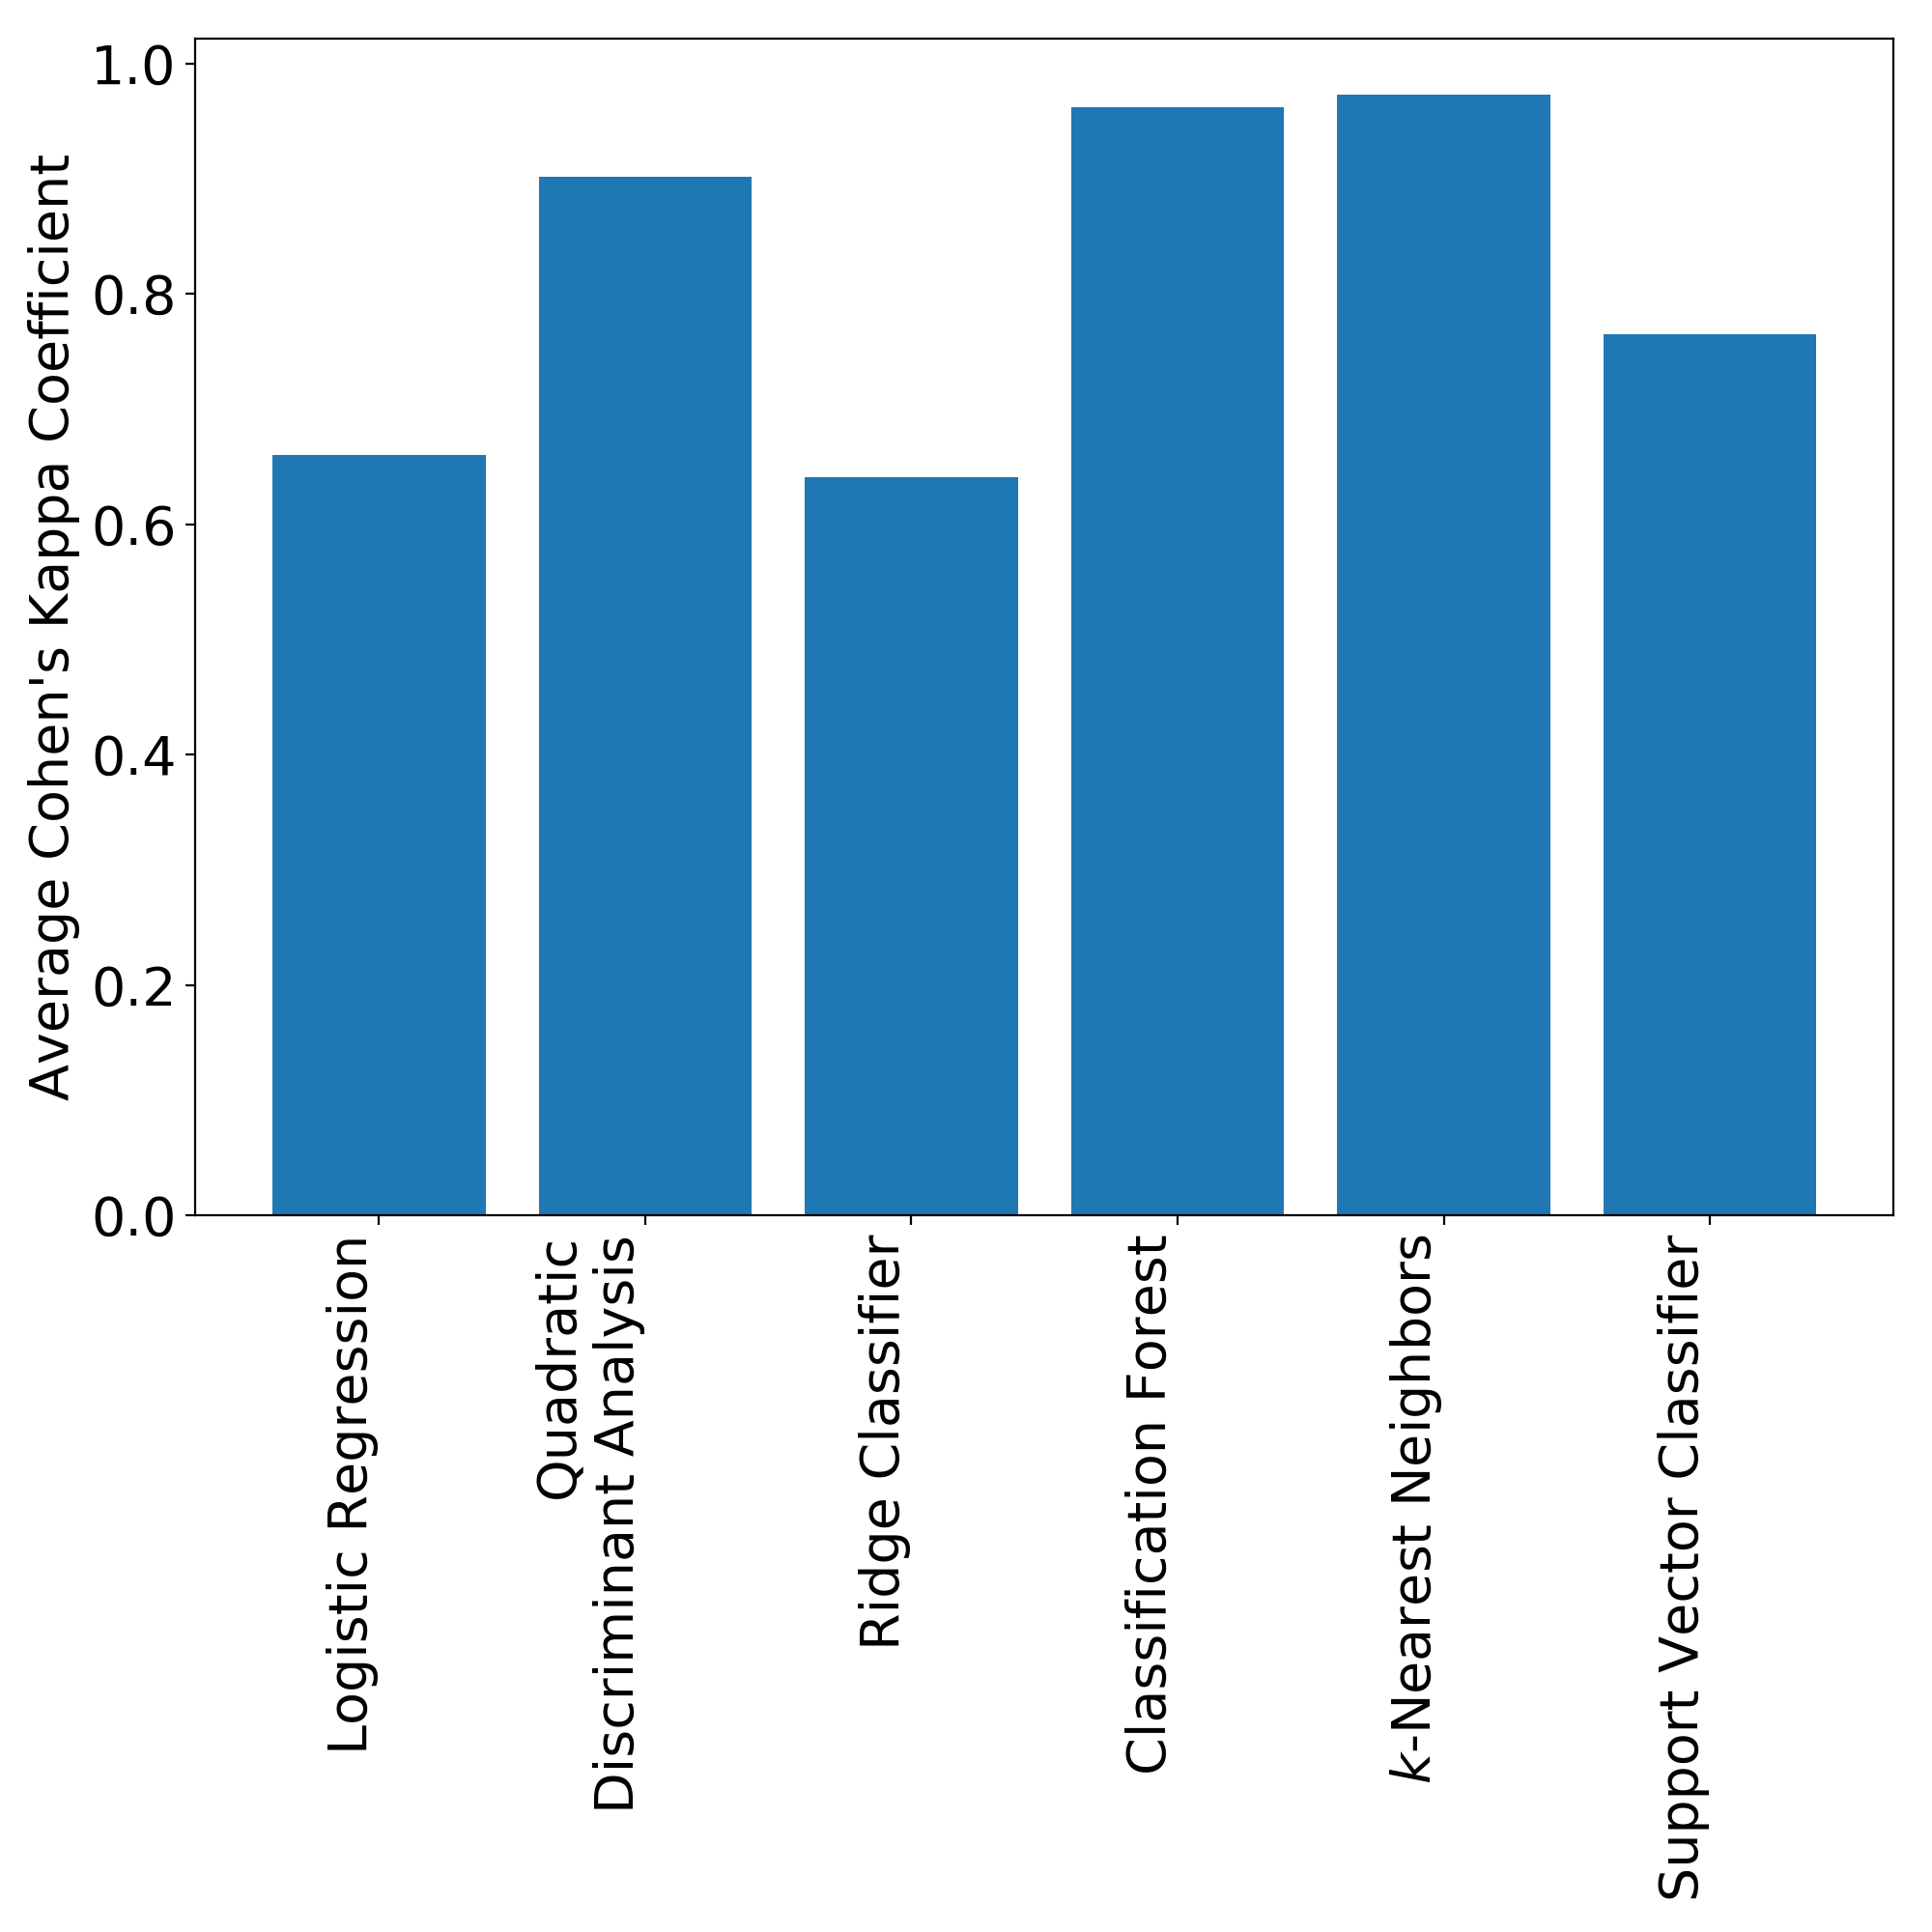 Average Cohen's Kappa Coefficient
1.0
0.8
0.6
0.4
0.2
0.0
Logistic Regression
Quadratic
Discriminant Analysis
Ridge Classifier
Classification Forest
k-Nearest Neighbors
Support Vector Classifier